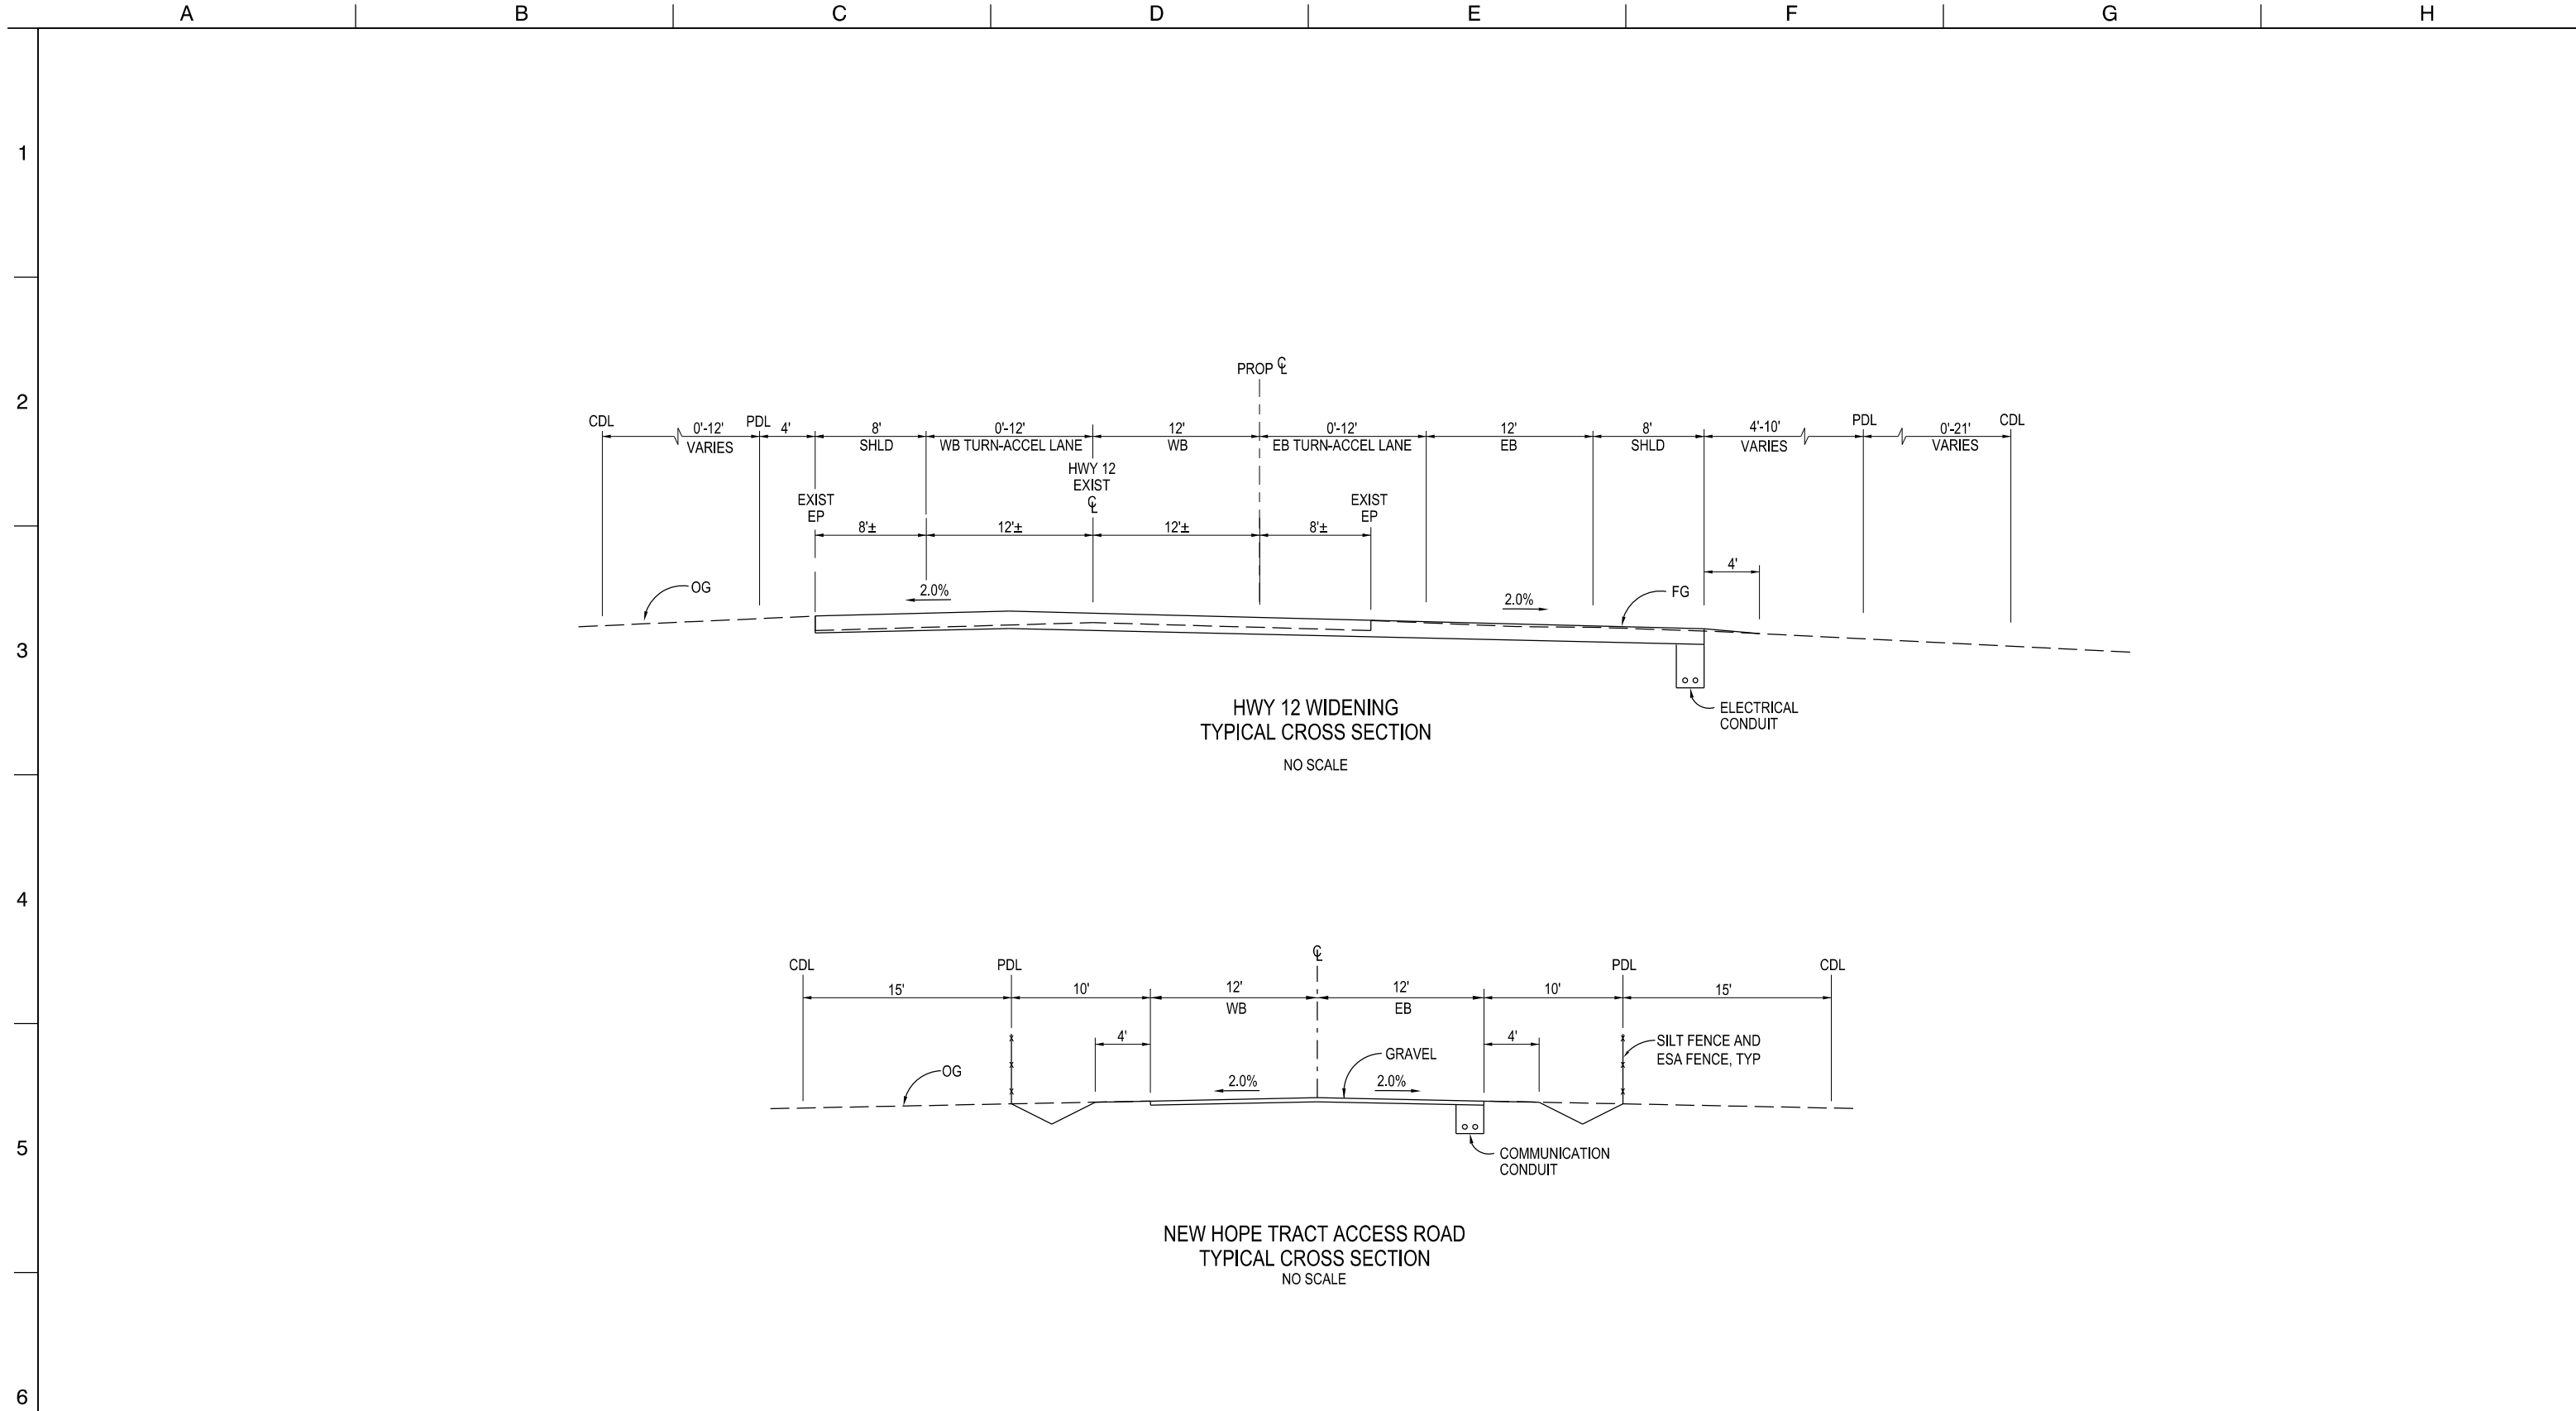 A B C D E F G H
1
2
3
4
5
6
PROP ℄
CDL 0'-12' PDL 4' 8' 0'-12' 12' 0'-12' 12' 8' 4'-10' PDL 0'-21' CDL
VARIES SHLD WB TURN-ACCEL LANE WB EB TURN-ACCEL LANE EB SHLD VARIES VARIES
HWY 12
EXIST
℄
EXIST
EP
EXIST
EP
8'± 12'± 12'± 8'±
4'
OG 2.0% 2.0% FG
ELECTRICAL
CONDUIT
HWY 12 WIDENING
TYPICAL CROSS SECTION
NO SCALE
℄
CDL PDL PDL CDL
15' 10' 12' 12' 10' 15'
WB EB
4' 4'
SILT FENCE AND
ESA FENCE, TYP
GRAVEL
OG 2.0% 2.0%
COMMUNICATION
CONDUIT
NEW HOPE TRACT ACCESS ROAD
TYPICAL CROSS SECTION
NO SCALE